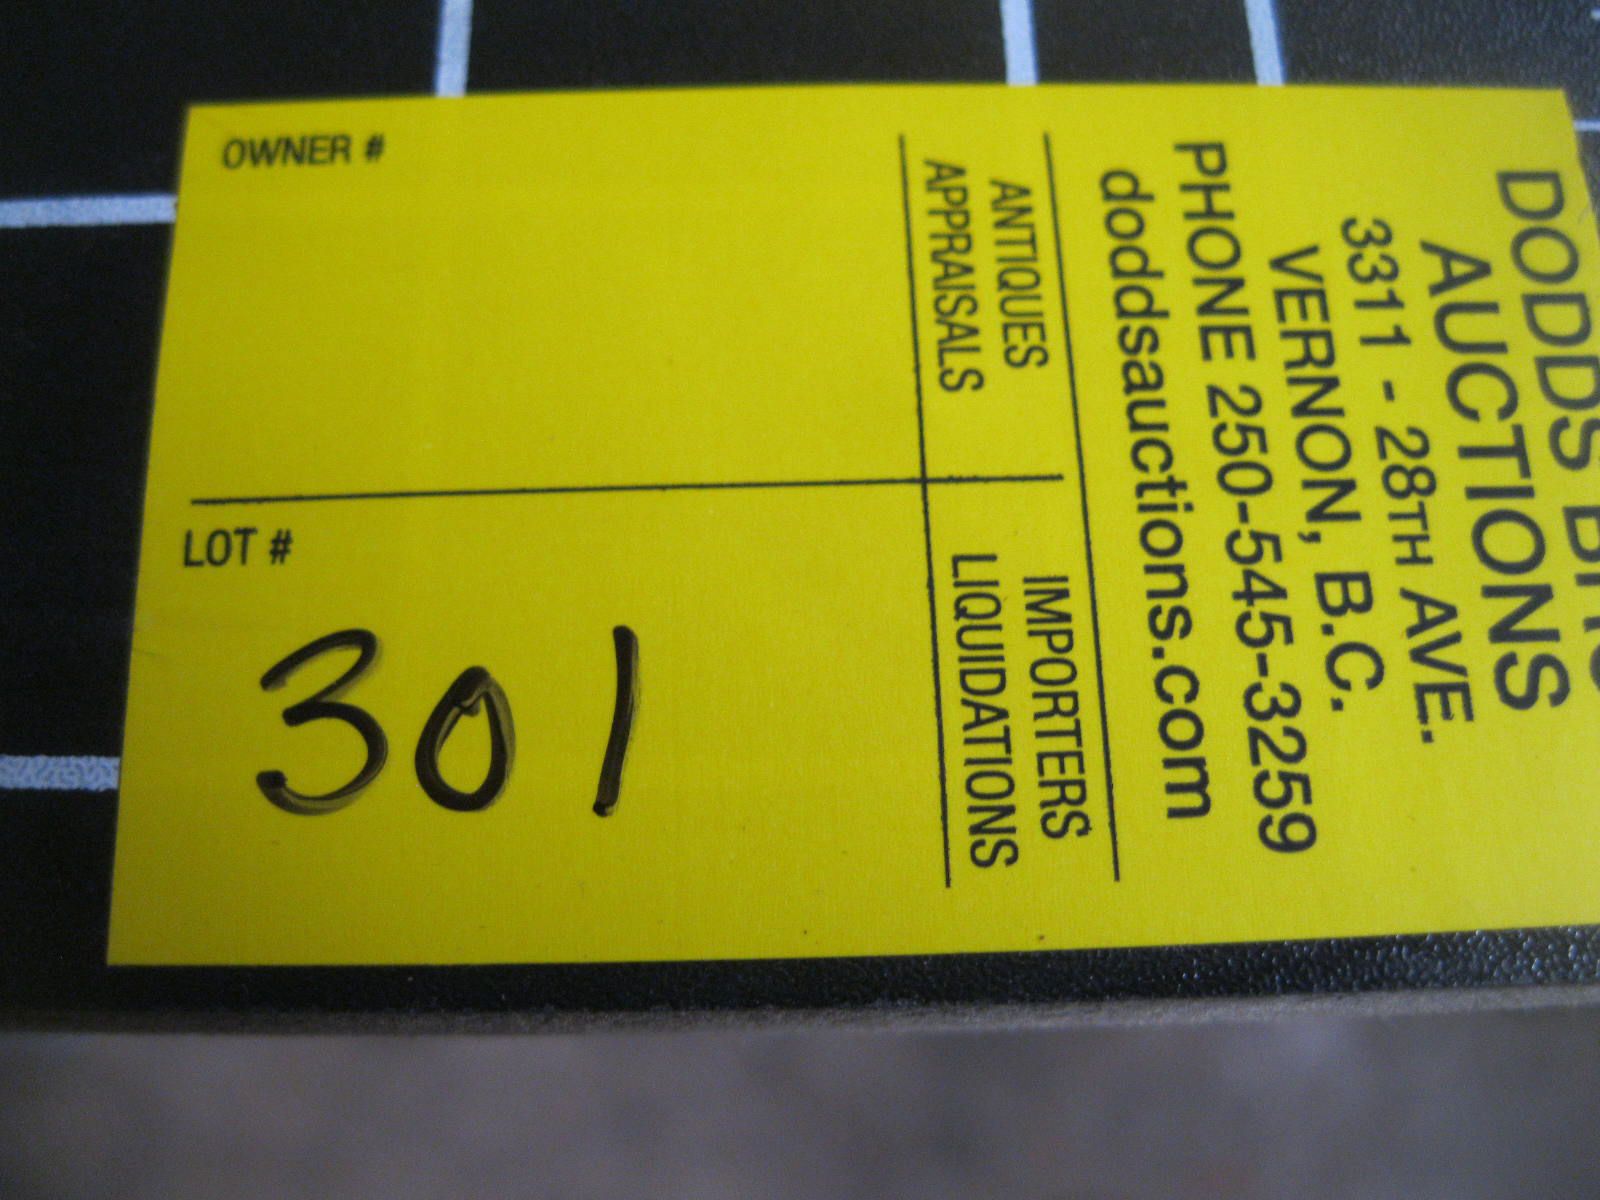 OWNER #
LOT #
301
DODDS
AUCTIONS
3311 - 28TH AVE.
VERNON, B.C.
PHONE 250-545-3259
doddsauctions.com
ANTIQUES
APPRAISALS
IMPORTERS
LIQUIDATIONS